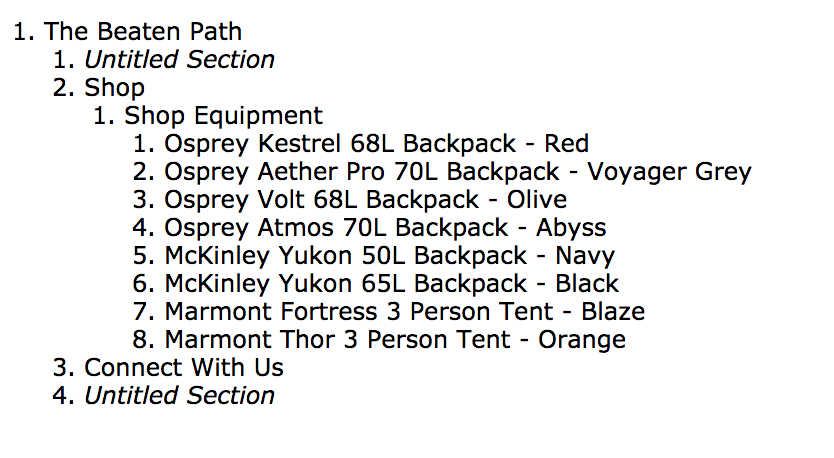 1. The Beaten Path
1. Untitled Section
2. Shop
1. Shop Equipment
1. Osprey Kestrel 68L Backpack - Red
2. Osprey Aether Pro 70L Backpack - Voyager Grey
3. Osprey Volt 68L Backpack - Olive
4. Osprey Atmos 70L Backpack - Abyss
5. McKinley Yukon 50L Backpack - Navy
6. McKinley Yukon 65L Backpack - Black
7. Marmont Fortress 3 Person Tent - Blaze
8. Marmont Thor 3 Person Tent - Orange
3. Connect With Us
4. Untitled Section